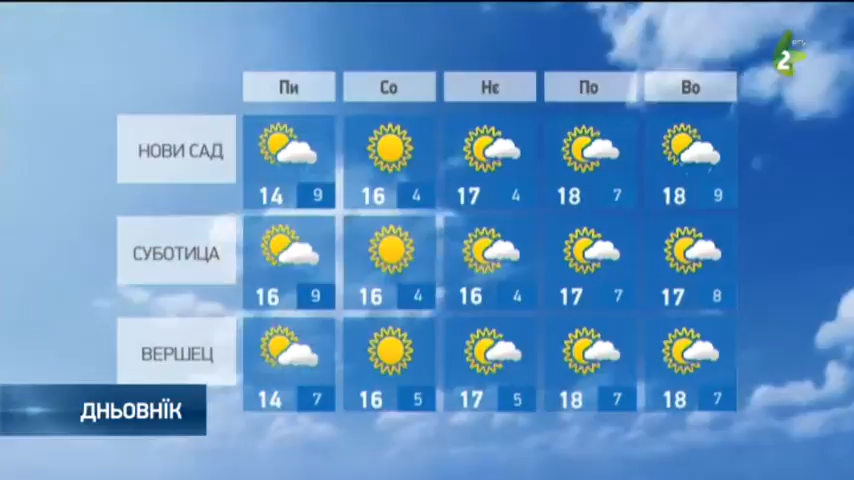 2
Пи Со Нє По Во
НОВИ САД
14 9 16 4 17 4 18 7 18 9
СУБОТИЦА
16 9 16 4 16 4 17 7 17 8
ВЕРШЕЦ
14 7 16 5 17 5 18 7 18 7
ДНЬОВНЇК